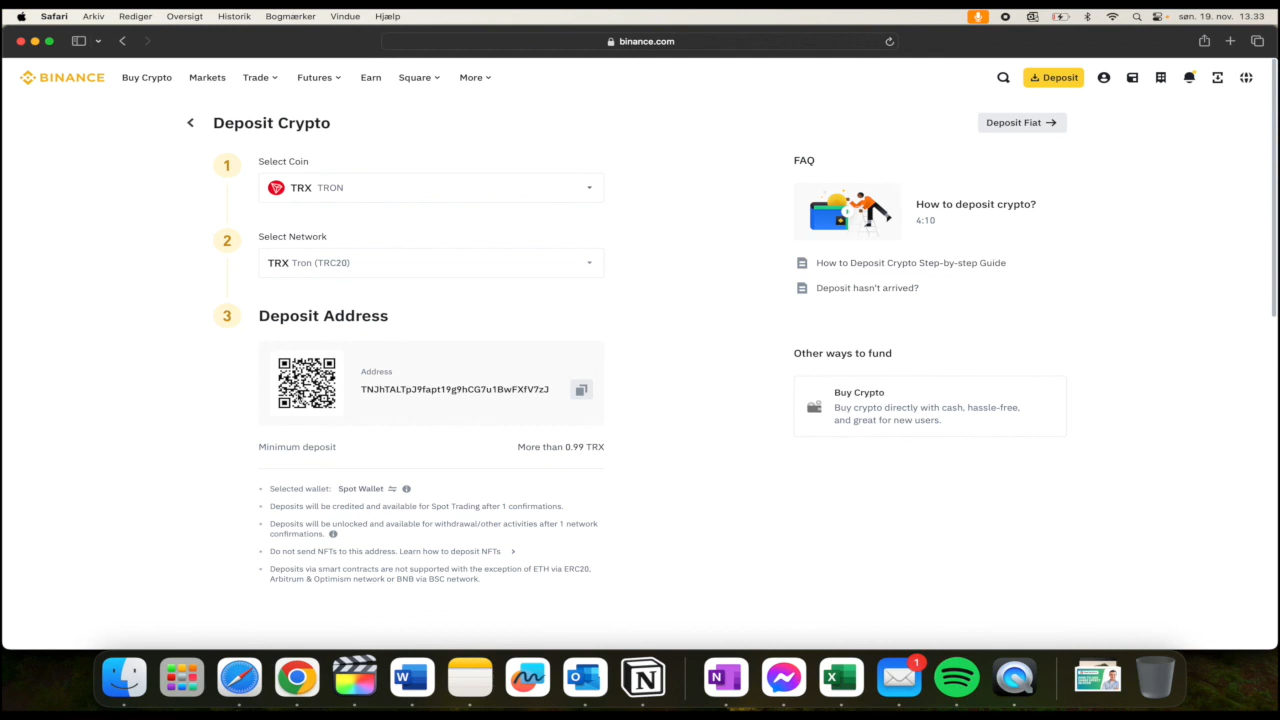 Safari Arkiv Rediger Oversigt Historik Bogmærker Vindue Hjælp søn. 19. nov. 13.33
binance.com
BINANCE Buy Crypto Markets Trade Futures Earn Square More Deposit
Deposit Crypto
Deposit Fiat
1
Select Coin
TRX TRON
2
Select Network
TRX Tron (TRC20)
3
Deposit Address
Address
TNJhTALTpJ9fapt19g9hCG7u1BwFXfV7zJ
Minimum deposit More than 0.99 TRX
Selected wallet: Spot Wallet
Deposits will be credited and available for Spot Trading after 1 confirmations.
Deposits will be unlocked and available for withdrawal/other activities after 1 network
confirmations.
Do not send NFTs to this address. Learn how to deposit NFTs
Deposits via smart contracts are not supported with the exception of ETH via ERC20,
Arbitrum & Optimism network or BNB via BSC network.
FAQ
How to deposit crypto?
4:10
How to Deposit Crypto Step-by-step Guide
Deposit hasn't arrived?
Other ways to fund
Buy Crypto
Buy crypto directly with cash, hassle-free,
and great for new users.
W
N
N
X
1